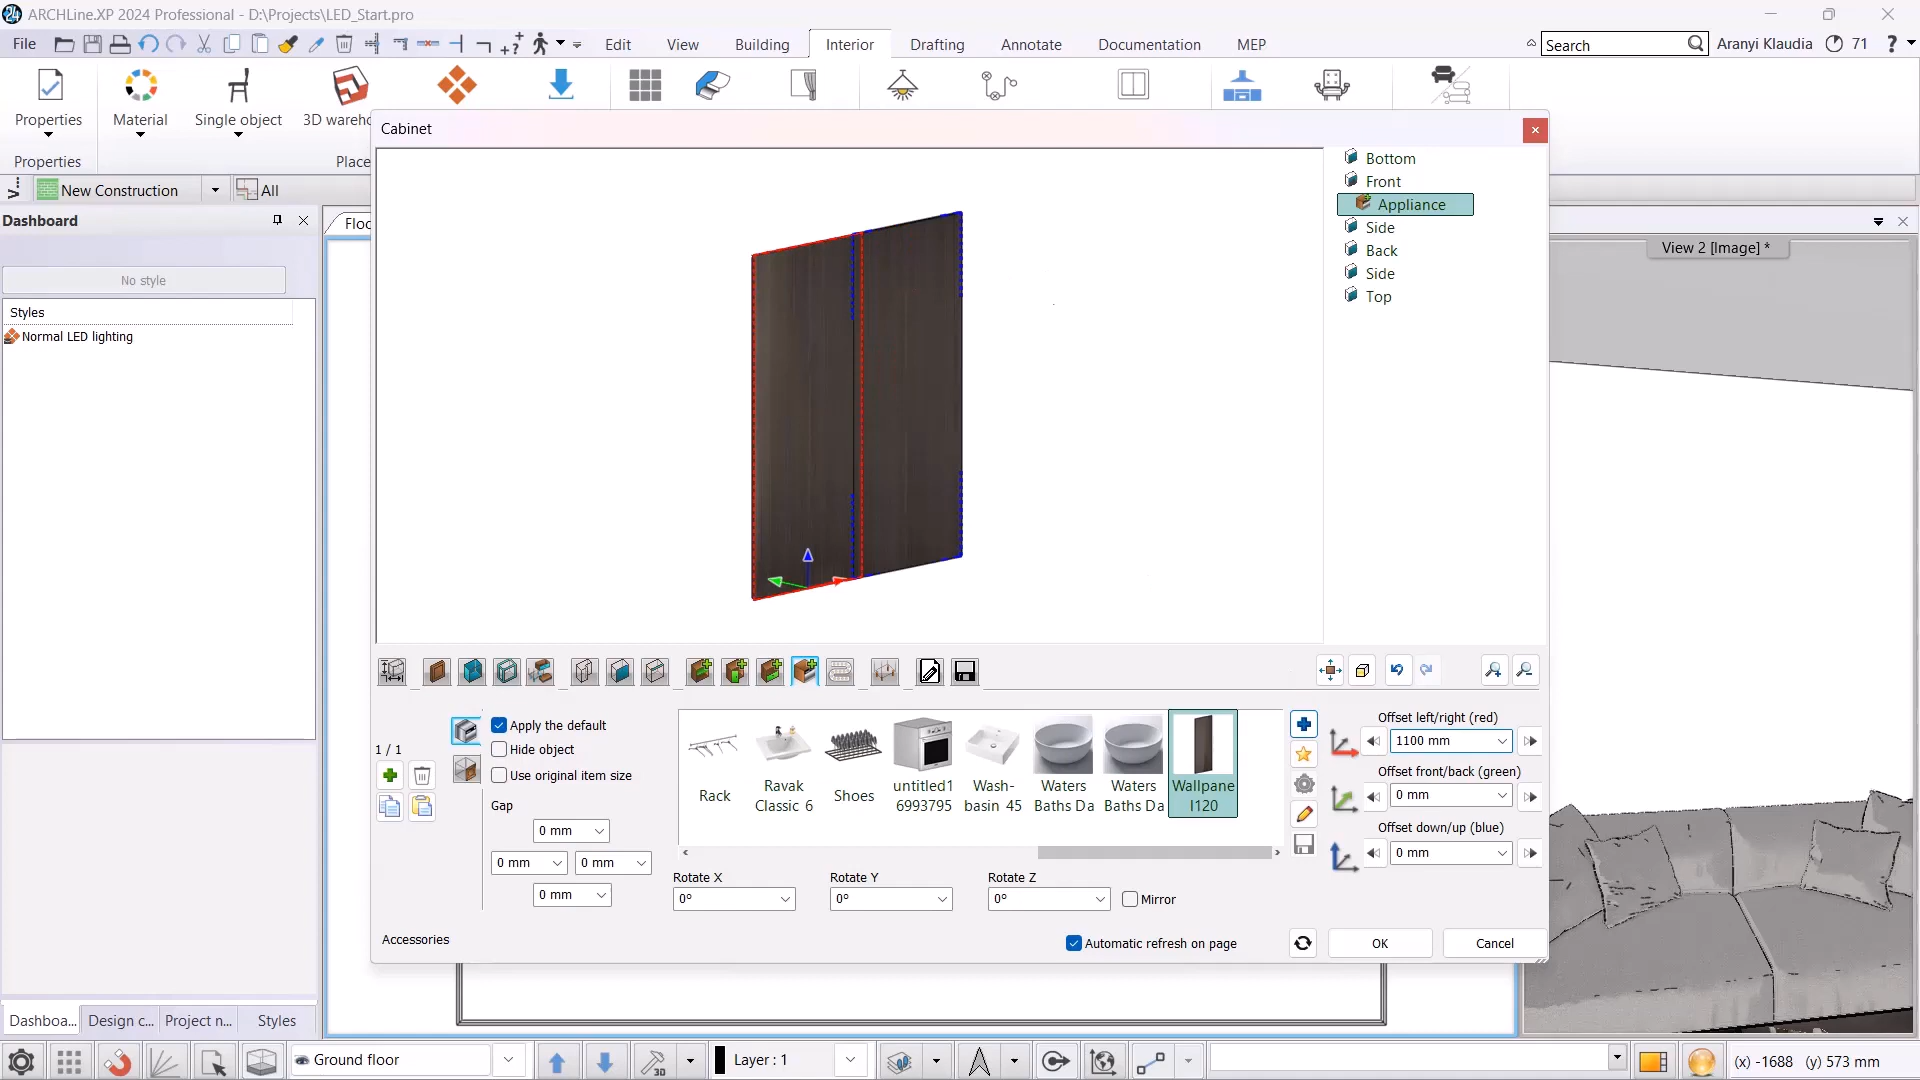 ARCHLine.XP 2024 Professional - D:\Projects\LED_Start.pro
File
Edit
View
Building
Interior
Drafting
Annotate
Documentation
MEP
Search
Aranyi Klaudia
71
?
Properties
Material
Single object
3D wareho
Properties
Place
Cabinet
New Construction
All
Dashboard
Floo
View 2 [Image] *
No style
Styles
Normal LED lighting
Bottom
Front
Appliance
Side
Back
Side
Top
1 / 1
Apply the default
Hide object
Use original item size
Gap
0 mm
0 mm
0 mm
0 mm
Rack
Ravak
Classic 6
Shoes
untitled1
6993795
Wash-
basin 45
Waters
Baths Da
Waters
Baths Da
Wallpane
l120
Offset left/right (red)
1100 mm
Offset front/back (green)
0 mm
Offset down/up (blue)
0 mm
Rotate X
0°
Rotate Y
0°
Rotate Z
0°
Mirror
Accessories
Automatic refresh on page
OK
Cancel
Dashboa...
Design c...
Project n...
Styles
Ground floor
3D
Layer : 1
(x) -1688 (y) 573 mm